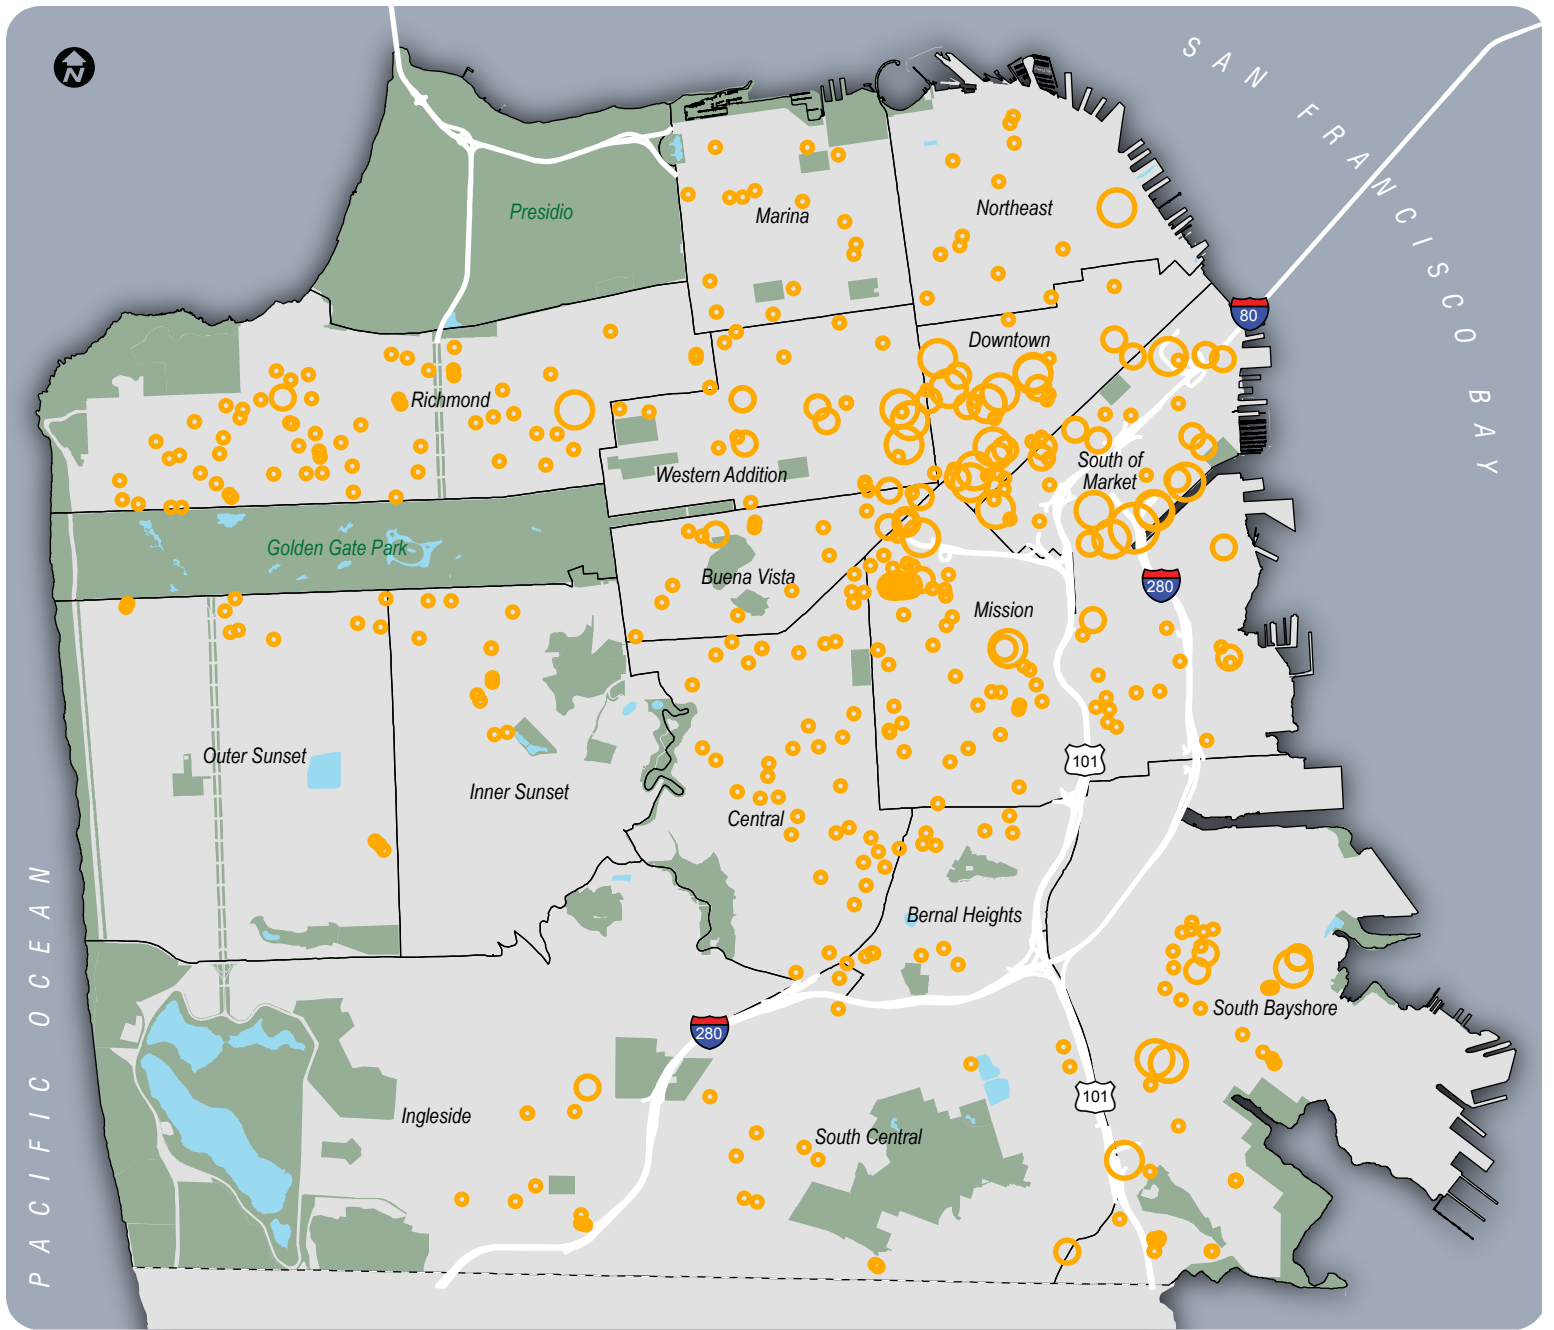 N
SAN FRANCISCO BAY
Presidio
Marina
Northeast
80
Downtown
Richmond
Western Addition
South of
Market
Golden Gate Park
Buena Vista
280
Mission
Outer Sunset
101
Inner Sunset
Central
Bernal Heights
PACIFIC OCEAN
South Bayshore
280
101
Ingleside
South Central